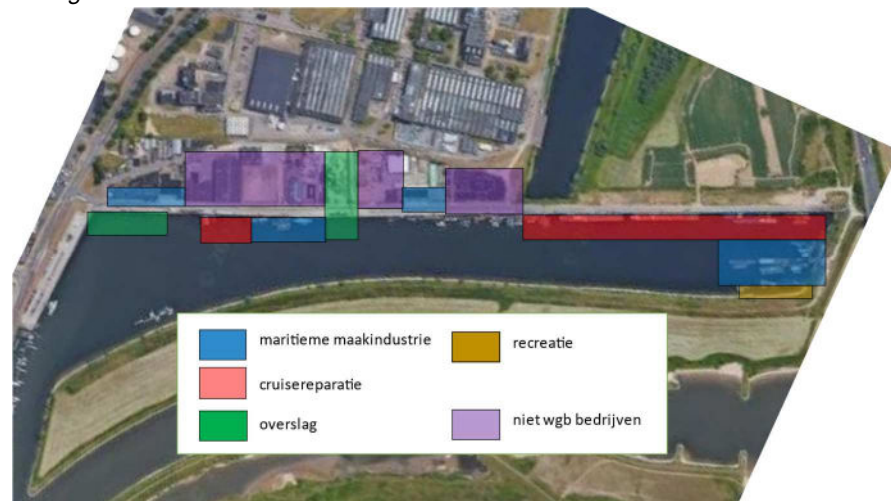 maritieme maakindustrie
recreatie
cruisereparatie
overslag
niet wgb bedrijven